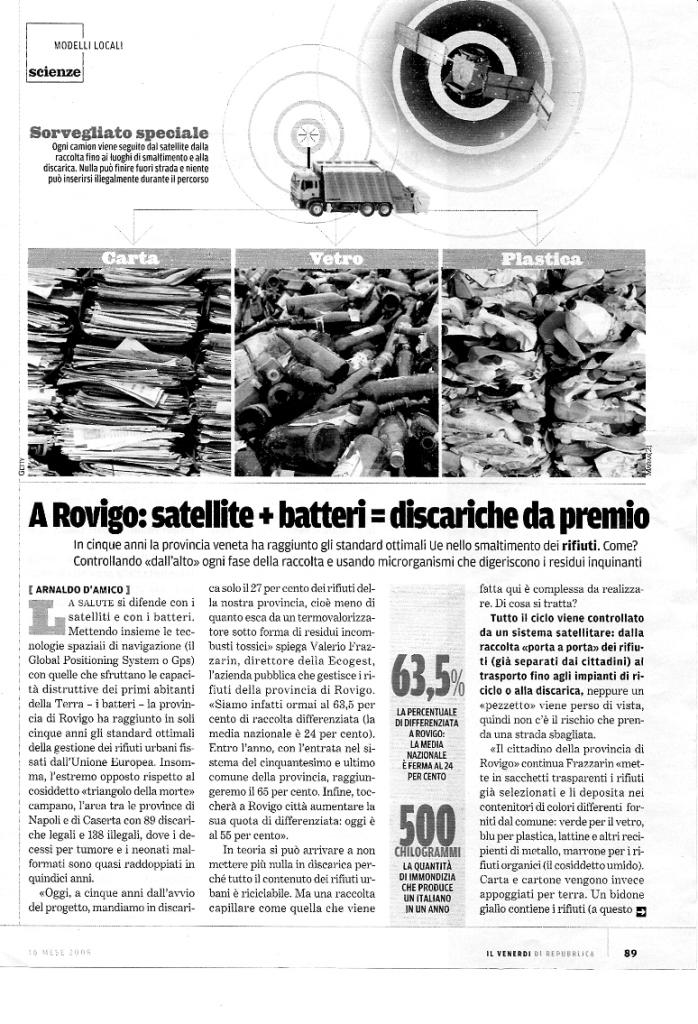 MODELLI LOCALI
scienze
Sorvegliato speciale
Ogni camion viene seguito dal satellite dalla
raccolta fino ai luoghi di smaltimento e alla
discarica. Nulla può finire fuori strada e niente
può inserirsi illegalmente durante il percorso
Carta
Vetro
Plastica
GETTY
A Rovigo: satellite + batteri = discariche da premio
In cinque anni la provincia veneta ha raggiunto gli standard ottimali Ue nello smaltimento dei rifiuti. Come?
Controllando «dall'alto» ogni fase della raccolta e usando microrganismi che digeriscono i residui inquinanti
[ ARNALDO D'AMICO ]
LA SALUTE si difende con i
satelliti e con i batteri.
Mettendo insieme le tec-
nologie spaziali di navigazione (il
Global Positioning System o Gps)
con quelle che sfruttano le capaci-
tà distruttive dei primi abitanti
della Terra – i batteri – la provin-
cia di Rovigo ha raggiunto in soli
cinque anni gli standard ottimali
della gestione dei rifiuti urbani fis-
sati dall'Unione Europea. Insom-
ma, l'estremo opposto rispetto al
cosiddetto «triangolo della morte»
campano, l'area tra le province di
Napoli e di Caserta con 89 discari-
che legali e 138 illegali, dove i de-
cessi per tumore e i neonati mal-
formati sono quasi raddoppiati in
quindici anni.
«Oggi, a cinque anni dall'avvio
del progetto, mandiamo in discari-
ca solo il 27 per cento dei rifiuti del-
la nostra provincia, cioè meno di
quanto esca da un termovalorizza-
tore sotto forma di residui incom-
busti tossici» spiega Valerio Fraz-
zarin, direttore della Ecogest,
l'azienda pubblica che gestisce i ri-
fiuti della provincia di Rovigo.
«Siamo infatti ormai al 63,5 per
cento di raccolta differenziata (la
media nazionale è 24 per cento).
Entro l'anno, con l'entrata nel si-
stema del cinquantesimo e ultimo
comune della provincia, raggiun-
geremo il 65 per cento. Infine, toc-
cherà a Rovigo città aumentare la
sua quota di differenziata: oggi è
al 55 per cento».
In teoria si può arrivare a non
mettere più nulla in discarica per-
ché tutto il contenuto dei rifiuti ur-
bani è riciclabile. Ma una raccolta
capillare come quella che viene
63,5%
LA PERCENTUALE
DI DIFFERENZIATA
A ROVIGO:
LA MEDIA
NAZIONALE
È FERMA AL 24
PER CENTO
500
CHILOGRAMMI
LA QUANTITÀ
DI IMMONDIZIA
CHE PRODUCE
UN ITALIANO
IN UN ANNO
fatta qui è complessa da realizza-
re. Di cosa si tratta?
Tutto il ciclo viene controllato
da un sistema satellitare: dalla
raccolta «porta a porta» dei rifiu-
ti (già separati dai cittadini) al
trasporto fino agli impianti di ri-
ciclo o alla discarica, neppure un
«pezzetto» viene perso di vista,
quindi non c'è il rischio che pren-
da una strada sbagliata.
«Il cittadino della provincia di
Rovigo» continua Frazzarin «met-
te in sacchetti trasparenti i rifiuti
già selezionati e li deposita nei
contenitori di colori differenti for-
niti dal comune: verde per il vetro,
blu per plastica, lattine e altri reci-
pienti di metallo, marrone per i ri-
fiuti organici (il cosiddetto umido).
Carta e cartone vengono invece
appoggiati per terra. Un bidone
giallo contiene i rifiuti (a questo
16 MESE 2008
IL VENERDÌ DI REPUBBLICA
89